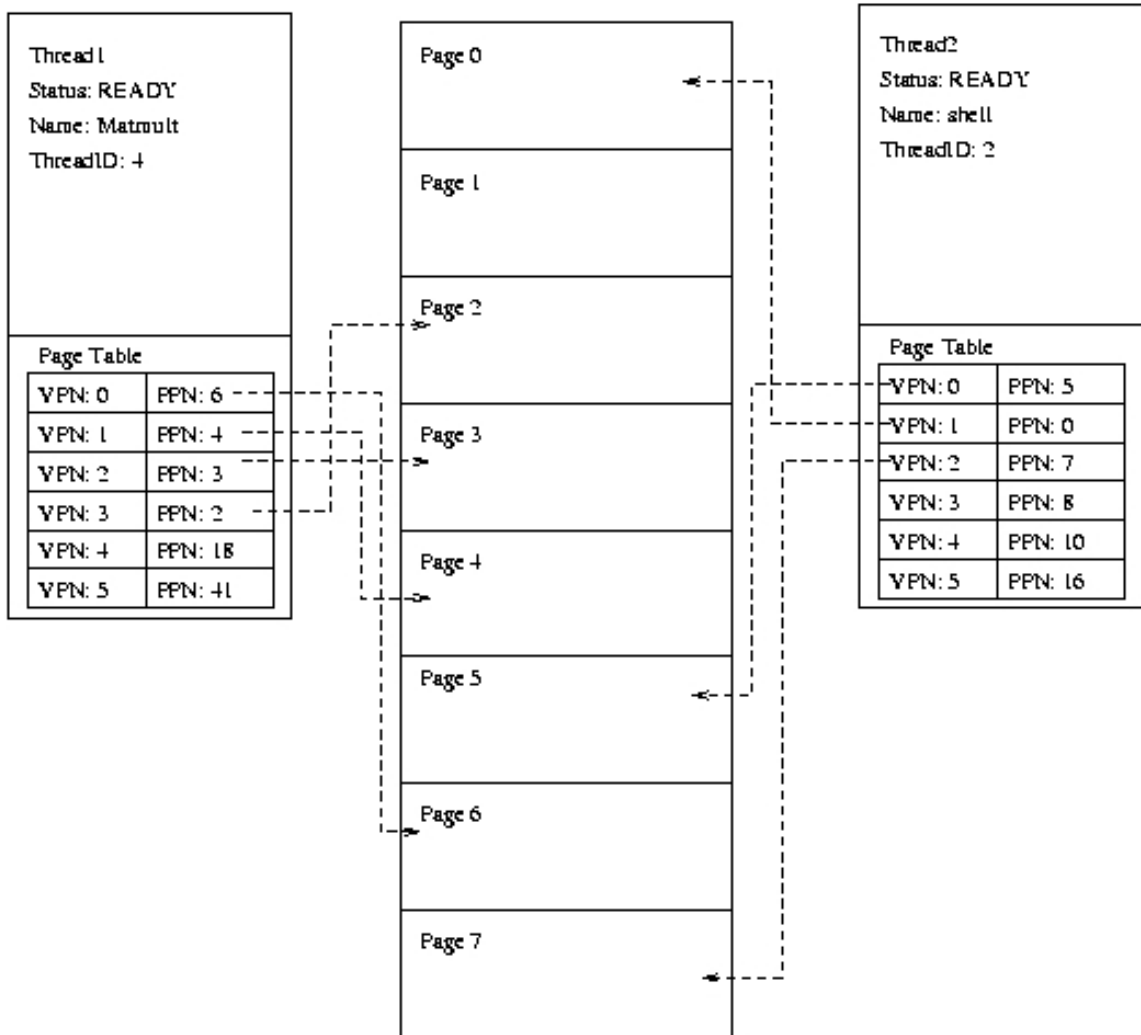 Thread1
Status: READY
Name: Matmult
ThreadID: 4
Page Table
VPN: 0 PPN: 6
VPN: 1 PPN: 4
VPN: 2 PPN: 3
VPN: 3 PPN: 2
VPN: 4 PPN: 18
VPN: 5 PPN: 41
Page 0
Page 1
Page 2
Page 3
Page 4
Page 5
Page 6
Page 7
Thread2
Status: READY
Name: shell
ThreadID: 2
Page Table
VPN: 0 PPN: 5
VPN: 1 PPN: 0
VPN: 2 PPN: 7
VPN: 3 PPN: 8
VPN: 4 PPN: 10
VPN: 5 PPN: 16